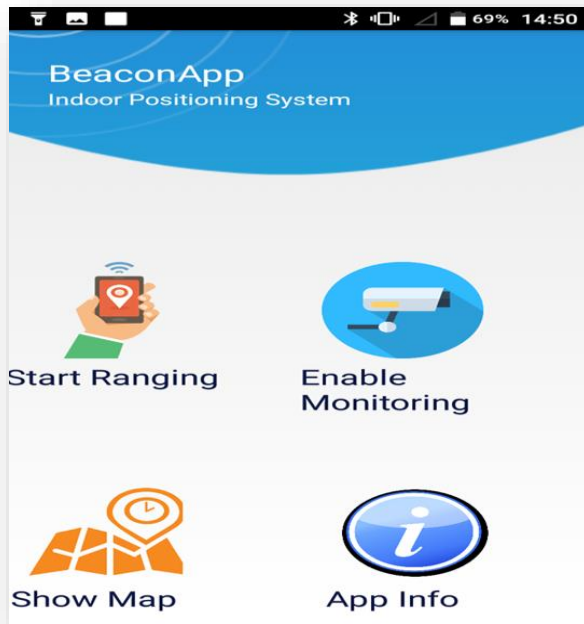 69% 14:50
BeaconApp
Indoor Positioning System
Start Ranging
Enable
Monitoring
Show Map
App Info